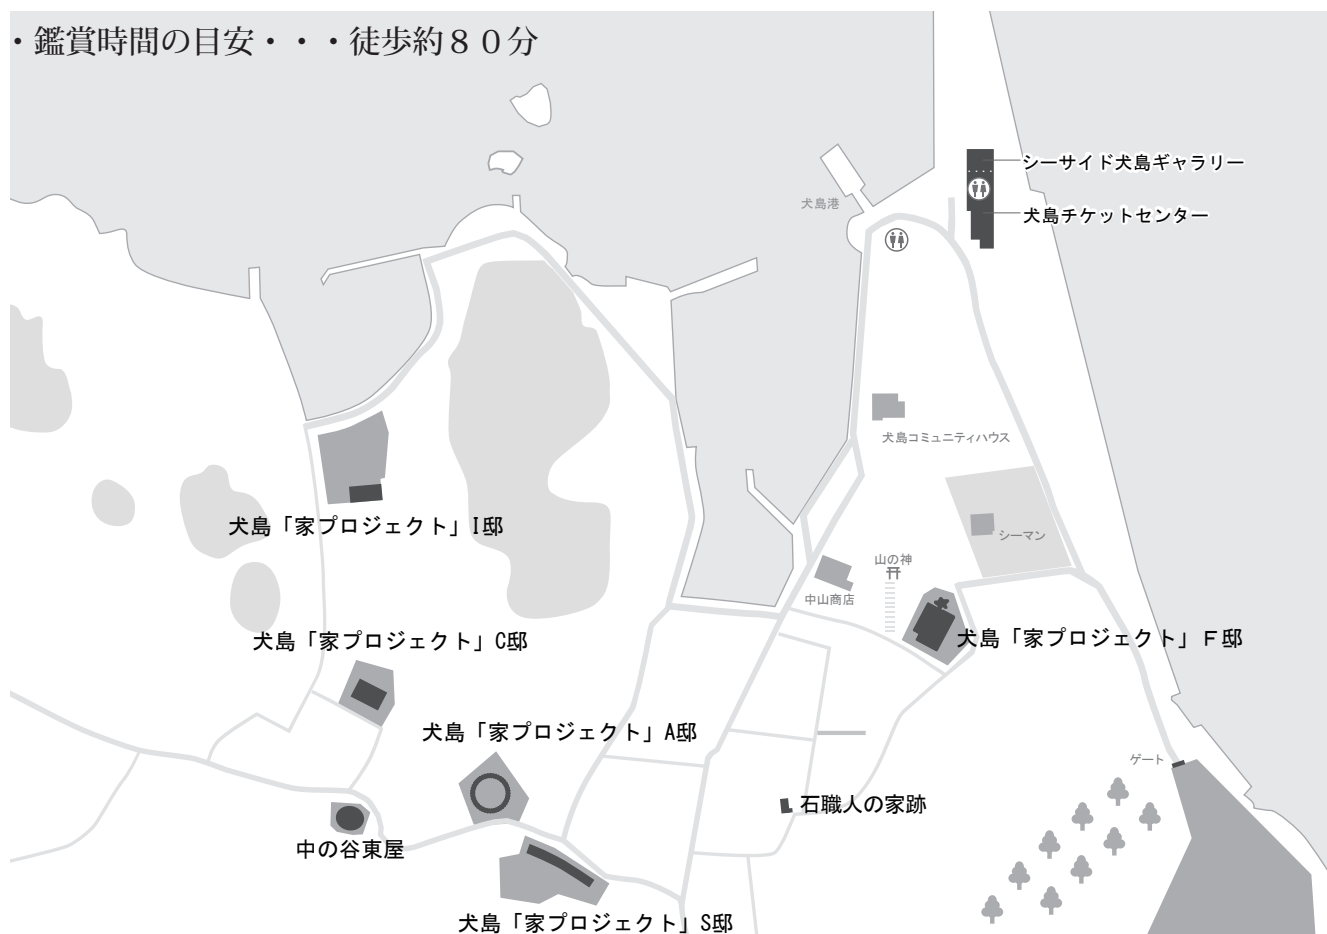 ・鑑賞時間の目安・・・徒歩約８０分
シーサイド犬島ギャラリー
犬島港
犬島チケットセンター
犬島コミュニティハウス
犬島「家プロジェクト」I邸
シーマン
山の神
中山商店
犬島「家プロジェクト」C邸
犬島「家プロジェクト」Ｆ邸
犬島「家プロジェクト」A邸
ゲート
石職人の家跡
中の谷東屋
犬島「家プロジェクト」S邸